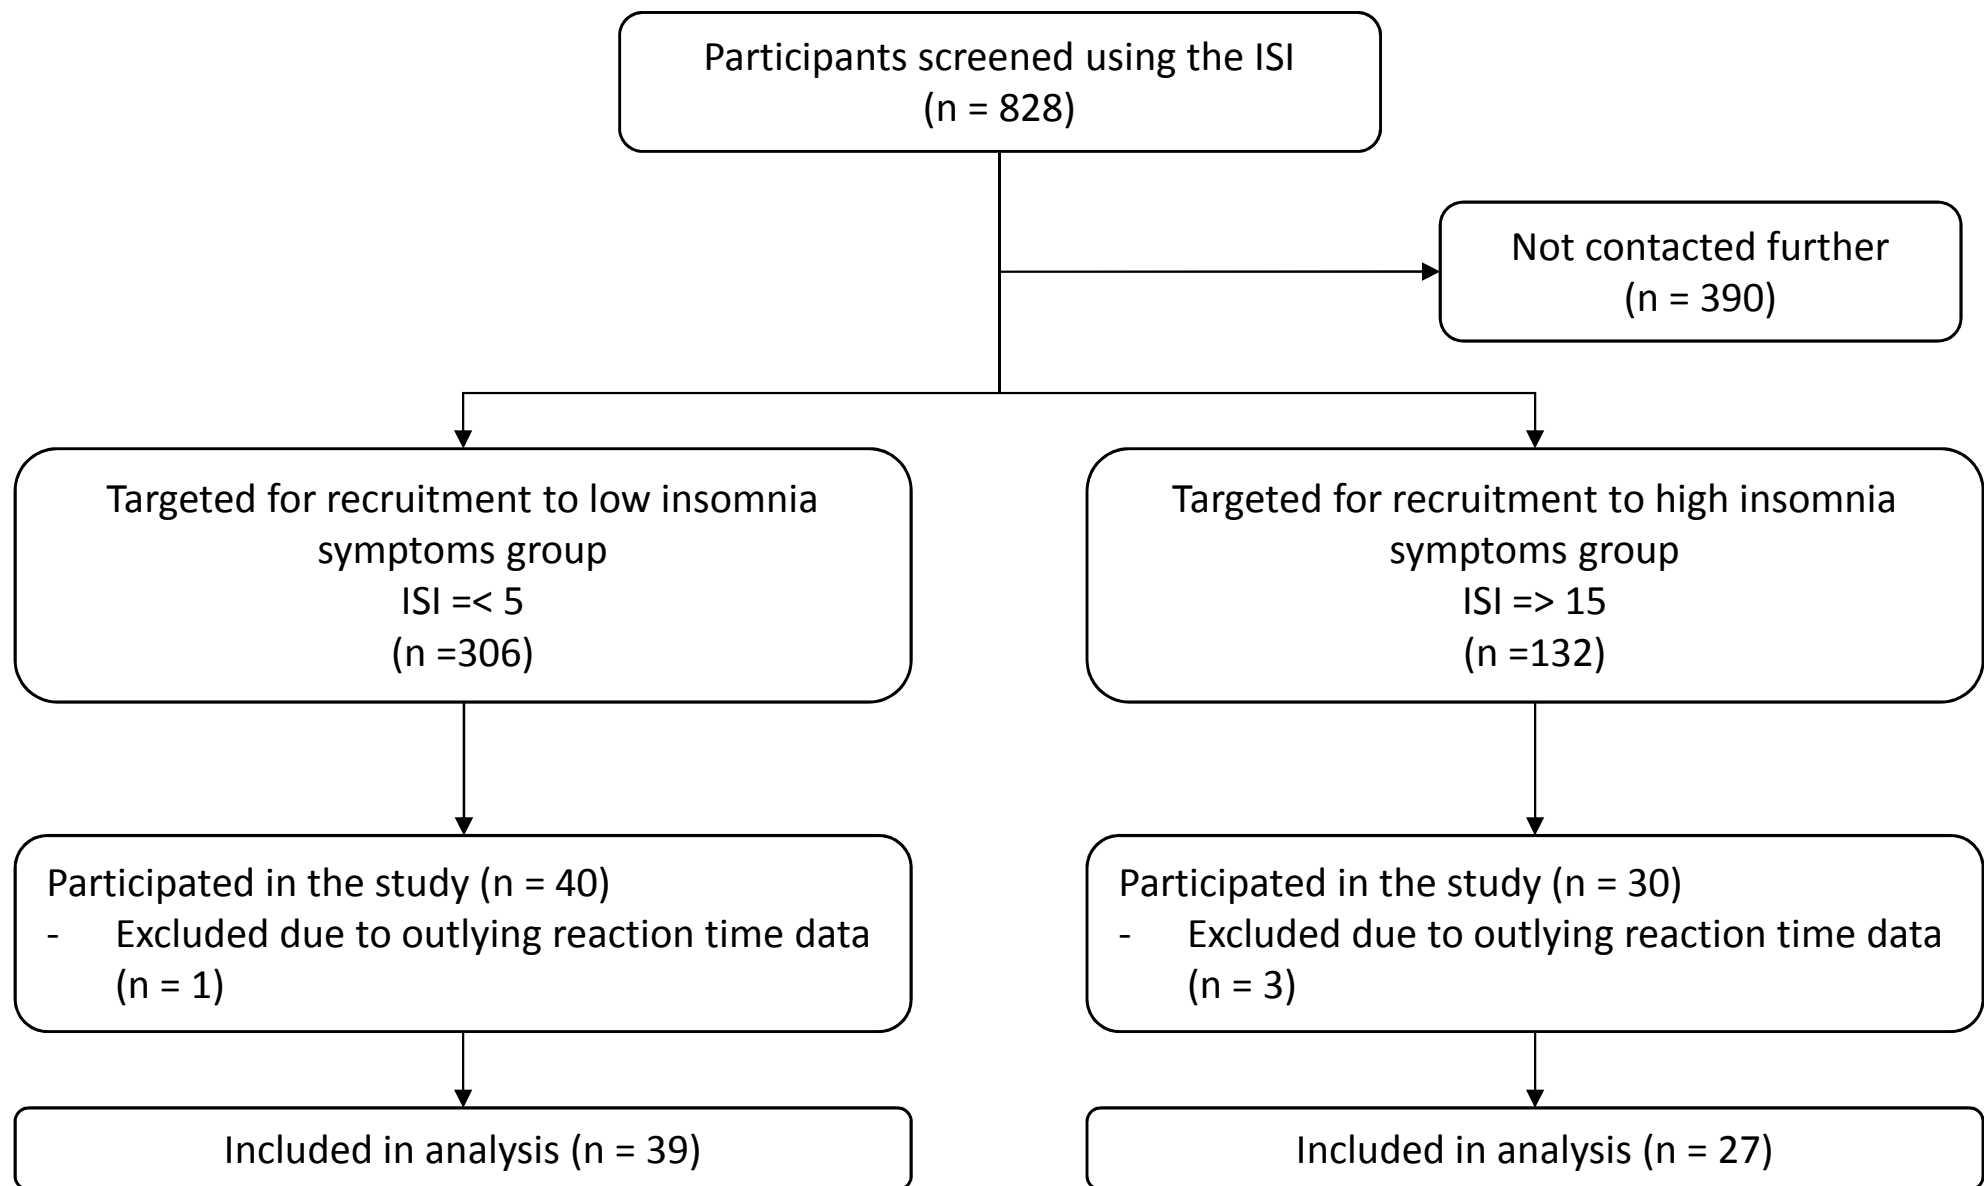 Participants screened using the ISI
(n = 828)
Not contacted further
(n = 390)
Targeted for recruitment to low insomnia
symptoms group
ISI =< 5
(n =306)
Targeted for recruitment to high insomnia
symptoms group
ISI => 15
(n =132)
Participated in the study (n = 40)
- Excluded due to outlying reaction time data
(n = 1)
Participated in the study (n = 30)
- Excluded due to outlying reaction time data
(n = 3)
Included in analysis (n = 39)
Included in analysis (n = 27)